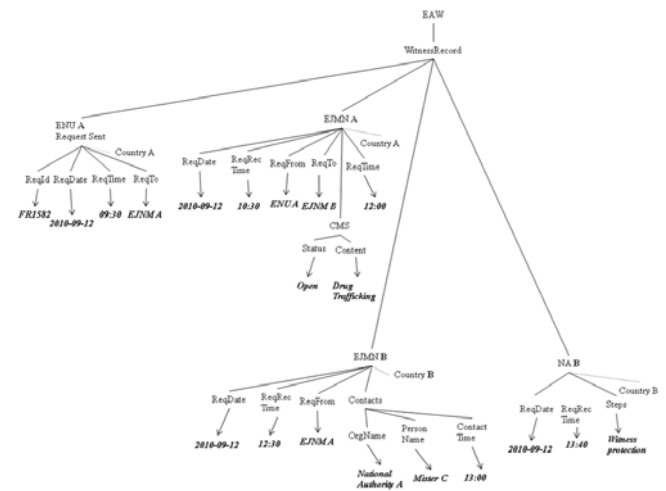 EAW
WitnessRecord
ENU A
Request Sent
Country A
ReqId ReqDate ReqTime ReqTo
FR1582 2010-09-12 09:30 EJNM A
EJMN A
Country A
ReqDate ReqRec Time ReqFrom ReqTo ReqTime
2010-09-12 10:30 ENU A EJNM B 12:00
CMS
Status Content
Open Drug
Trafficking
EJMN B
Country B
ReqDate ReqRec Time ReqFrom Contacts
2010-09-12 12:30 EJNM A
OrgName Person Name Contact Time
National
Authority A
Mister C 13:00
NA B
Country B
ReqDate ReqRec Time Steps
2010-09-12 13:40 Witness
protection